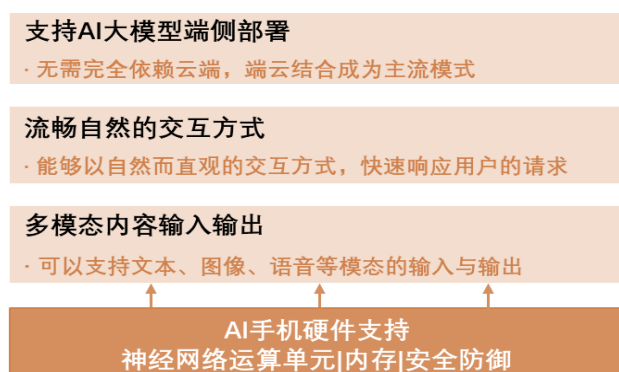 支持AI大模型端侧部署
· 无需完全依赖云端，端云结合成为主流模式
流畅自然的交互方式
· 能够以自然而直观的交互方式，快速响应用户的请求
多模态内容输入输出
· 可以支持文本、图像、语音等模态的输入与输出
AI手机硬件支持
神经网络运算单元|内存|安全防御